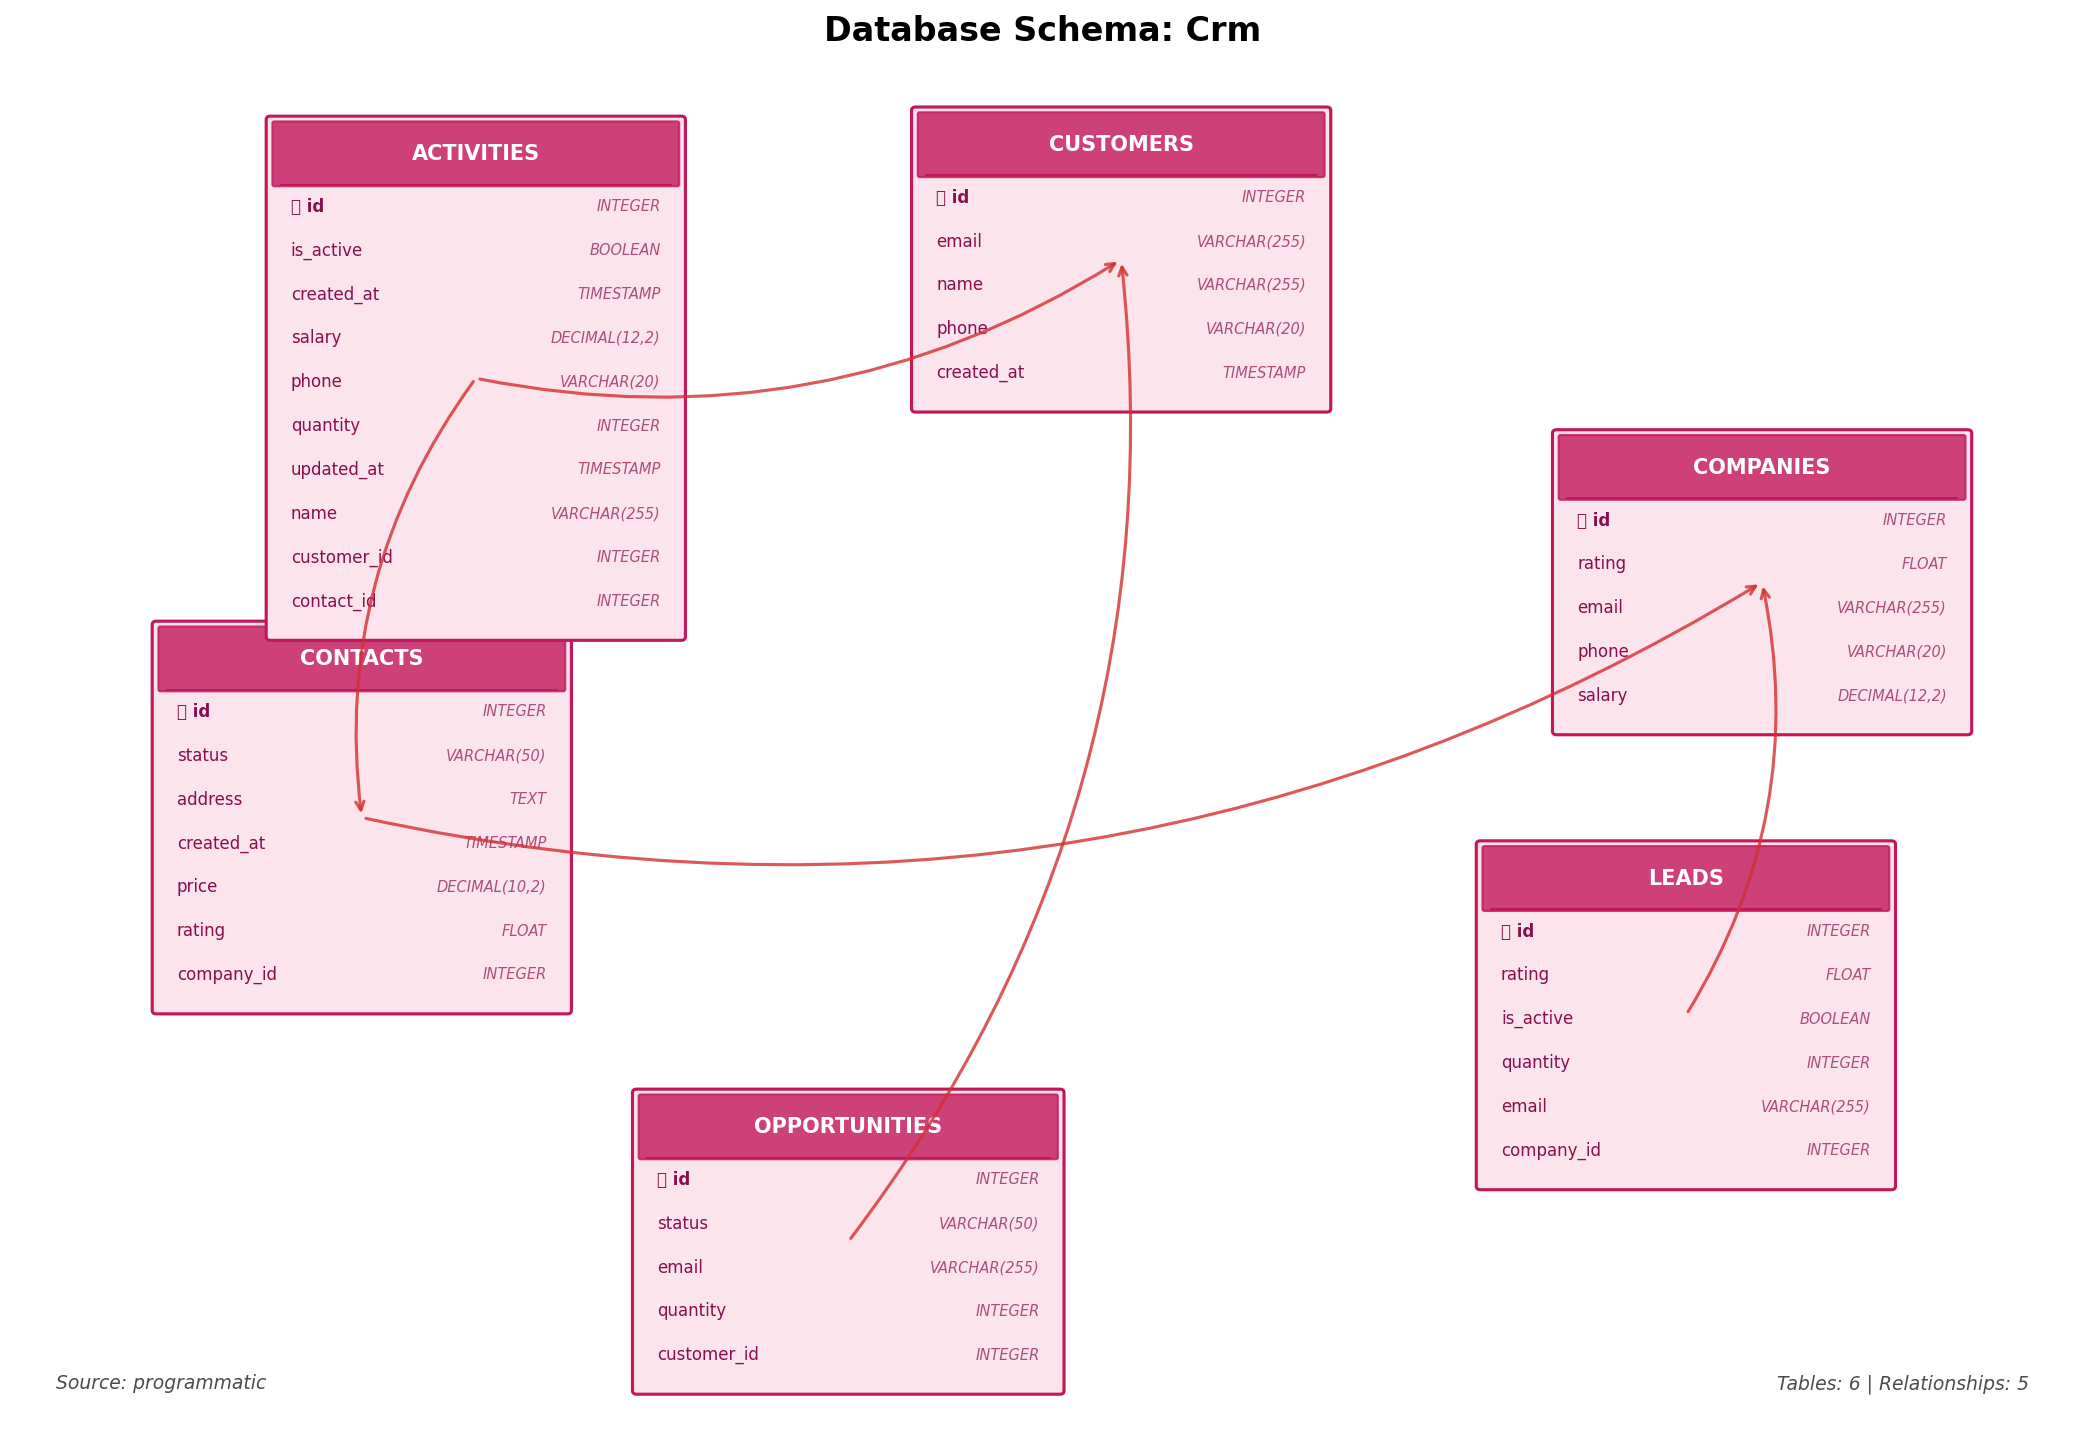 Database Schema: Crm
ACTIVITIES
id INTEGER
is_active BOOLEAN
created_at TIMESTAMP
salary DECIMAL(12,2)
phone VARCHAR(20)
quantity INTEGER
updated_at TIMESTAMP
name VARCHAR(255)
customer_id INTEGER
contact_id INTEGER
CUSTOMERS
id INTEGER
email VARCHAR(255)
name VARCHAR(255)
phone VARCHAR(20)
created_at TIMESTAMP
COMPANIES
id INTEGER
rating FLOAT
email VARCHAR(255)
phone VARCHAR(20)
salary DECIMAL(12,2)
CONTACTS
id INTEGER
status VARCHAR(50)
address TEXT
created_at TIMESTAMP
price DECIMAL(10,2)
rating FLOAT
company_id INTEGER
LEADS
id INTEGER
rating FLOAT
is_active BOOLEAN
quantity INTEGER
email VARCHAR(255)
company_id INTEGER
OPPORTUNITIES
id INTEGER
status VARCHAR(50)
email VARCHAR(255)
quantity INTEGER
customer_id INTEGER
Source: programmatic
Tables: 6 | Relationships: 5